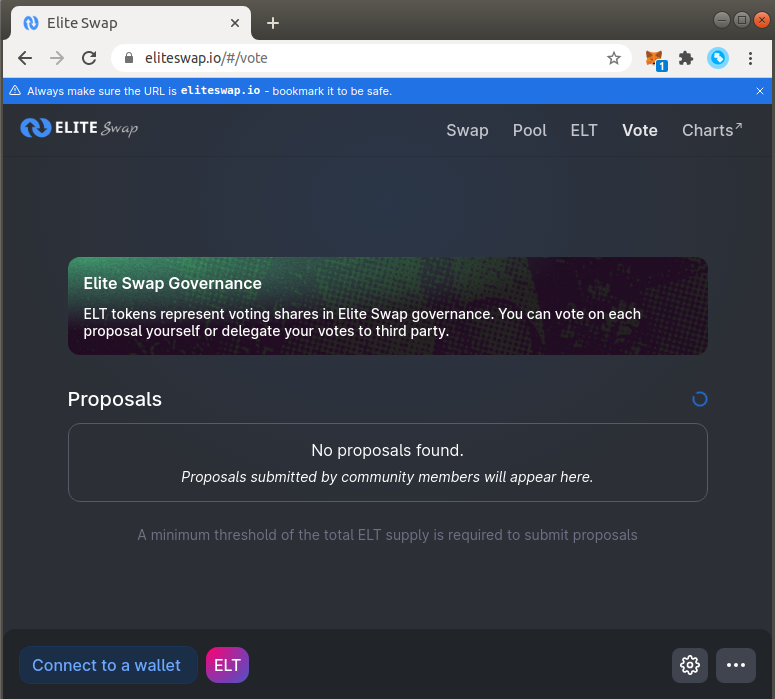 Elite Swap
eliteswap.io/#/vote
1
Always make sure the URL is eliteswap.io - bookmark it to be safe.
ELITE Swap
Swap Pool ELT Vote Charts↗
Elite Swap Governance
ELT tokens represent voting shares in Elite Swap governance. You can vote on each
proposal yourself or delegate your votes to third party.
Proposals
No proposals found.
Proposals submitted by community members will appear here.
A minimum threshold of the total ELT supply is required to submit proposals
Connect to a wallet ELT